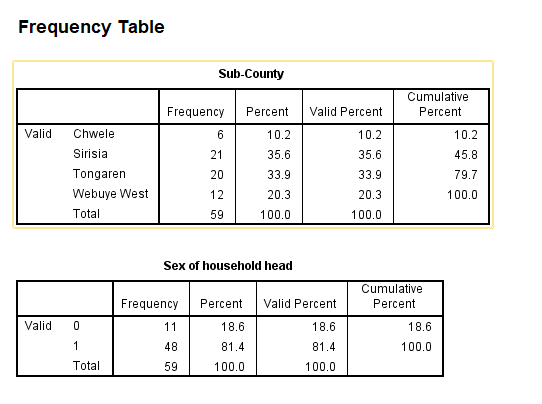 Frequency Table
Sub-County
Frequency Percent Valid Percent Cumulative Percent
Valid Chwele 6 10.2 10.2 10.2
Sirisia 21 35.6 35.6 45.8
Tongaren 20 33.9 33.9 79.7
Webuye West 12 20.3 20.3 100.0
Total 59 100.0 100.0
Sex of household head
Frequency Percent Valid Percent Cumulative Percent
Valid 0 11 18.6 18.6 18.6
1 48 81.4 81.4 100.0
Total 59 100.0 100.0